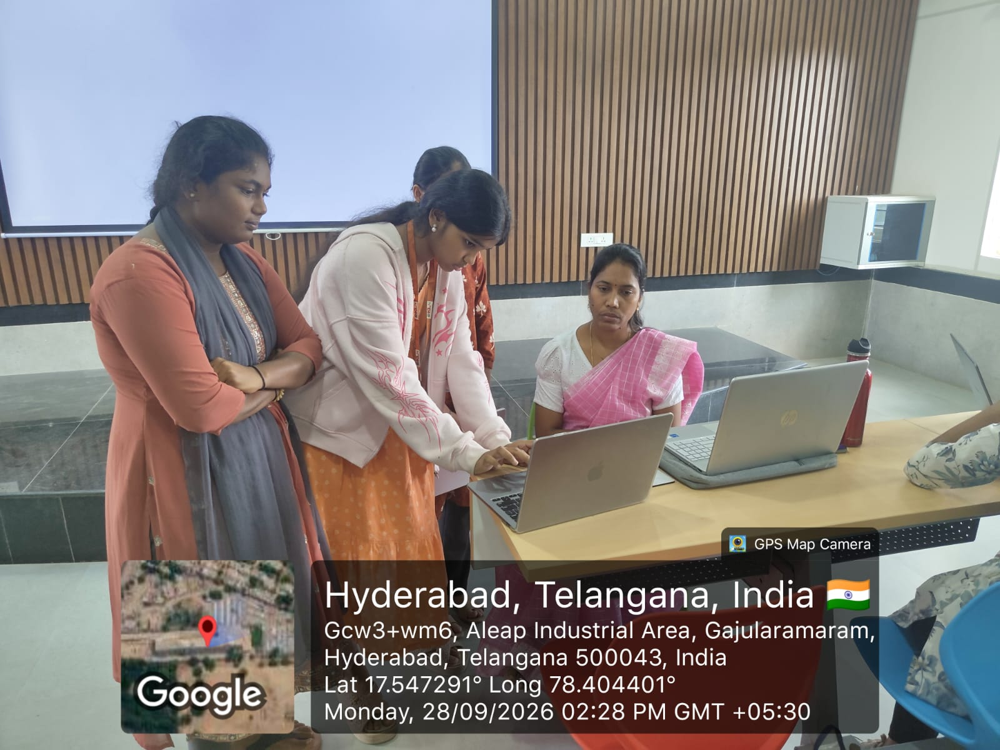 hp
GPS Map Camera
Hyderabad, Telangana, India
Gcw3+wm6, Aleap Industrial Area, Gajularamaram,
Hyderabad, Telangana 500043, India
Lat 17.547291° Long 78.404401°
Monday, 28/09/2026 02:28 PM GMT +05:30
Google